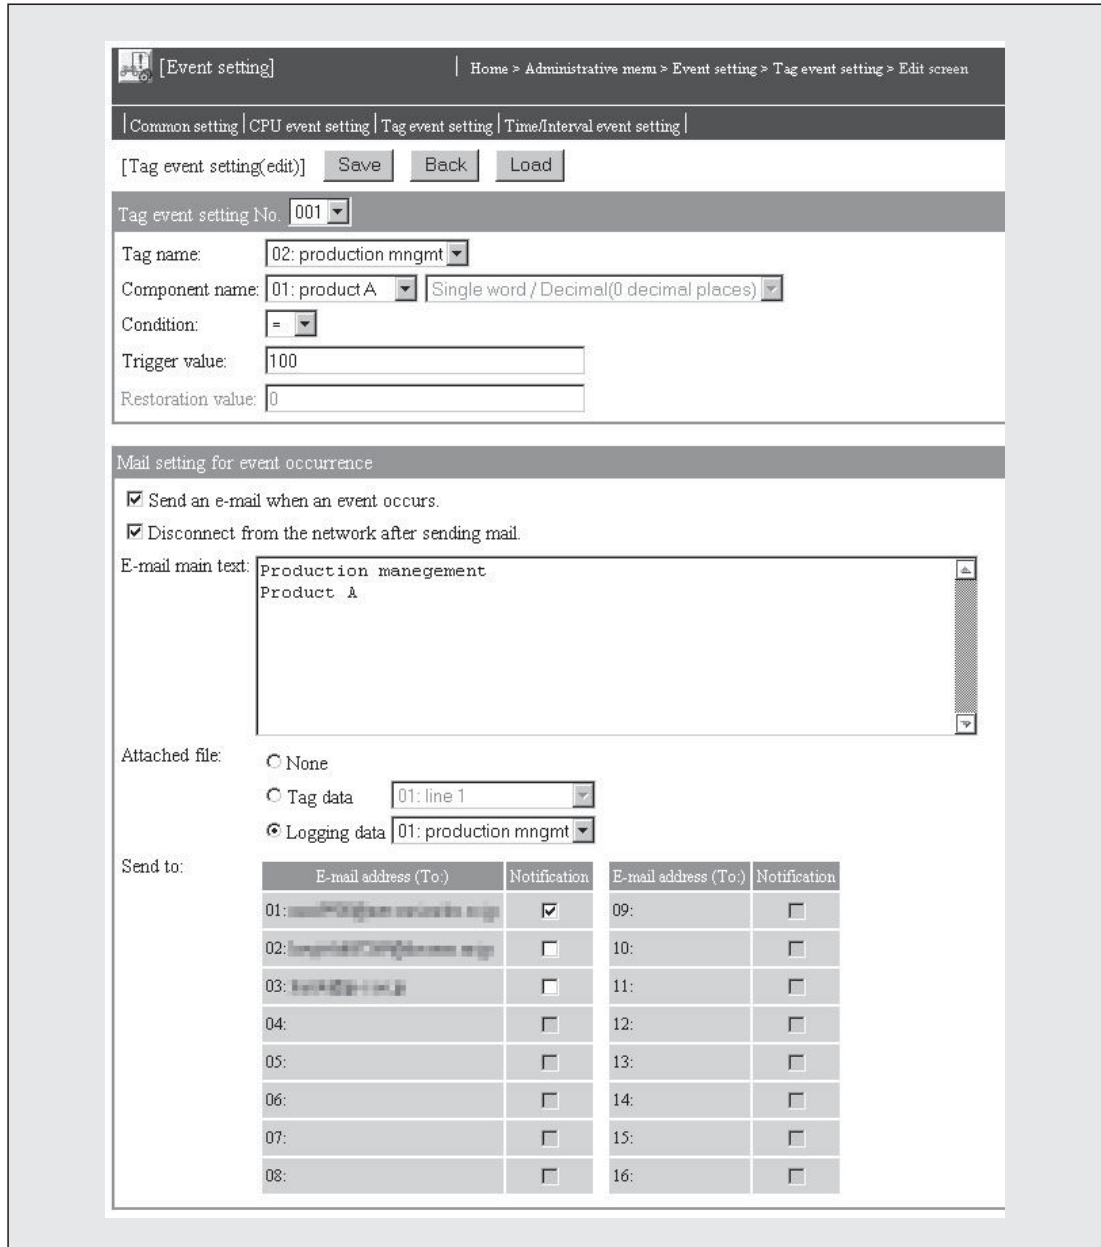 [Event setting]
Home > Administrative menu > Event setting > Tag event setting > Edit screen
Common setting | CPU event setting | Tag event setting | Time/Interval event setting |
[Tag event setting(edit)] Save Back Load
Tag event setting No. 001
Tag name: 02: production mngmt
Component name: 01: product A Single word / Decimal(0 decimal places)
Condition: =
Trigger value: 100
Restoration value: 0
Mail setting for event occurrence
Send an e-mail when an event occurs.
Disconnect from the network after sending mail.
E-mail main text: Production manegement
Product A
Attached file:
None
Tag data 01: line 1
Logging data 01: production mngmt
Send to:
E-mail address (To:) Notification E-mail address (To:) Notification
01: 09:
02: 10:
03: 11:
04: 12:
05: 13:
06: 14:
07: 15:
08: 16: